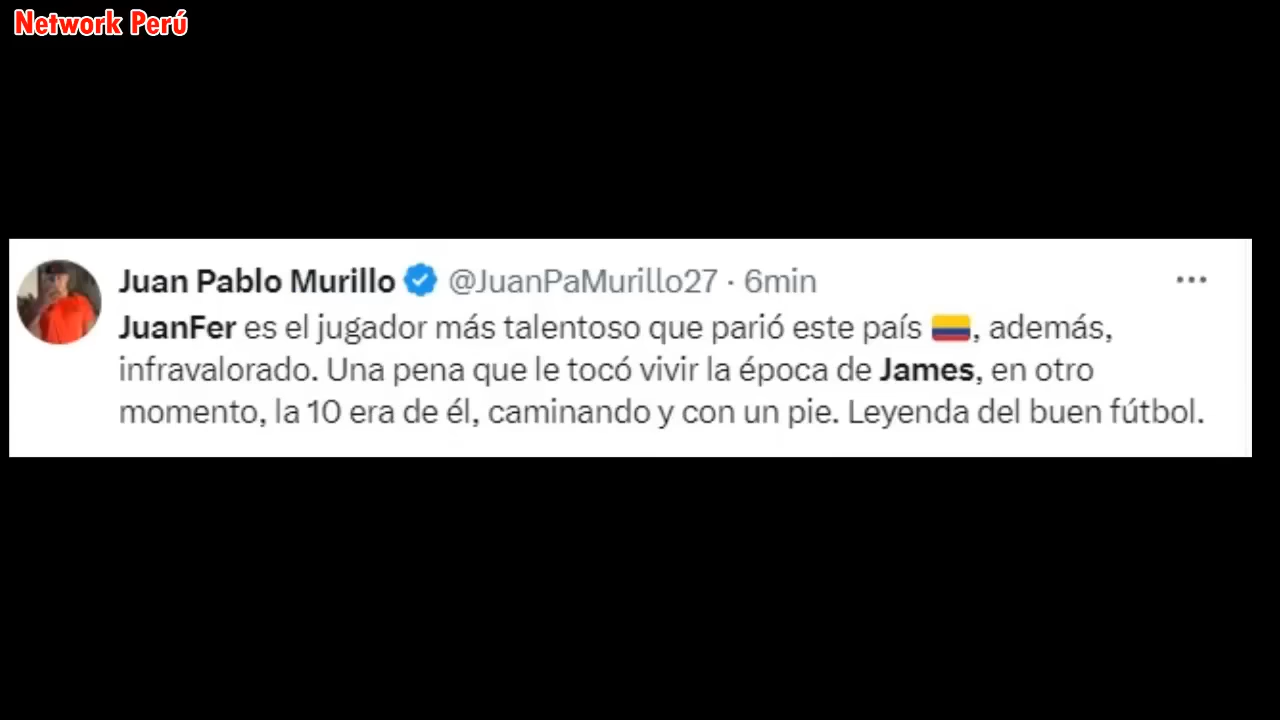 Network Perú
Juan Pablo Murillo @JuanPaMurillo27 · 6min
JuanFer es el jugador más talentoso que parió este país 🇨🇴, además,
infravalorado. Una pena que le tocó vivir la época de James, en otro
momento, la 10 era de él, caminando y con un pie. Leyenda del buen fútbol.